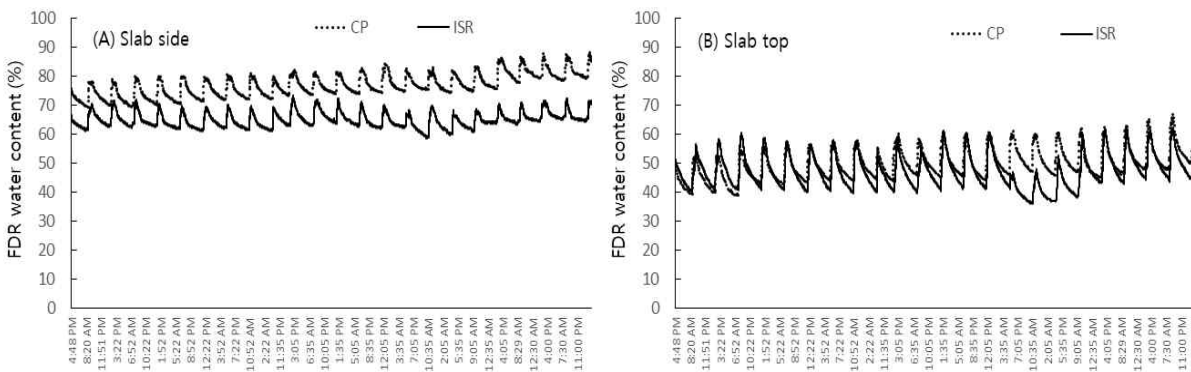 (A) Slab side
CP
ISR
FDR water content (%)
100
90
80
70
60
50
40
30
20
10
0
4:48 PM
8:20 AM
11:51 PM
3:22 PM
6:52 AM
10:22 PM
1:52 PM
5:22 AM
8:52 PM
12:22 PM
3:52 AM
7:22 PM
10:52 AM
2:22 AM
11:35 AM
3:05 AM
6:35 PM
10:05 AM
1:35 AM
5:05 PM
8:35 AM
12:05 AM
3:35 PM
7:05 AM
10:35 PM
2:05 PM
5:35 AM
9:05 PM
12:35 PM
4:05 AM
8:29 AM
12:30 AM
4:00 PM
7:30 AM
11:00 PM
(B) Slab top
CP
ISR
FDR water content (%)
100
90
80
70
60
50
40
30
20
10
0
4:48 PM
8:20 AM
11:51 PM
3:22 PM
6:52 AM
10:22 PM
1:52 PM
5:22 AM
8:52 PM
12:22 PM
3:52 AM
7:22 PM
10:52 AM
2:22 AM
11:35 AM
3:05 AM
6:35 PM
10:05 AM
1:35 AM
5:05 PM
8:35 AM
12:05 AM
3:35 PM
7:05 AM
10:35 PM
2:05 PM
5:35 AM
9:05 PM
12:35 PM
4:05 AM
8:29 AM
12:30 AM
4:00 PM
7:30 AM
11:00 PM